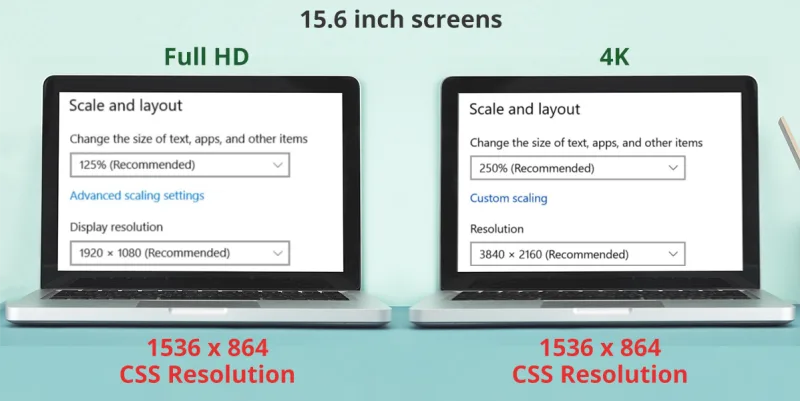 15.6 inch screens
Full HD
Scale and layout
Change the size of text, apps, and other items
125% (Recommended)
Advanced scaling settings
Display resolution
1920 × 1080 (Recommended)
1536 x 864
CSS Resolution
4K
Scale and layout
Change the size of text, apps, and other items
250% (Recommended)
Custom scaling
Resolution
3840 × 2160 (Recommended)
1536 x 864
CSS Resolution